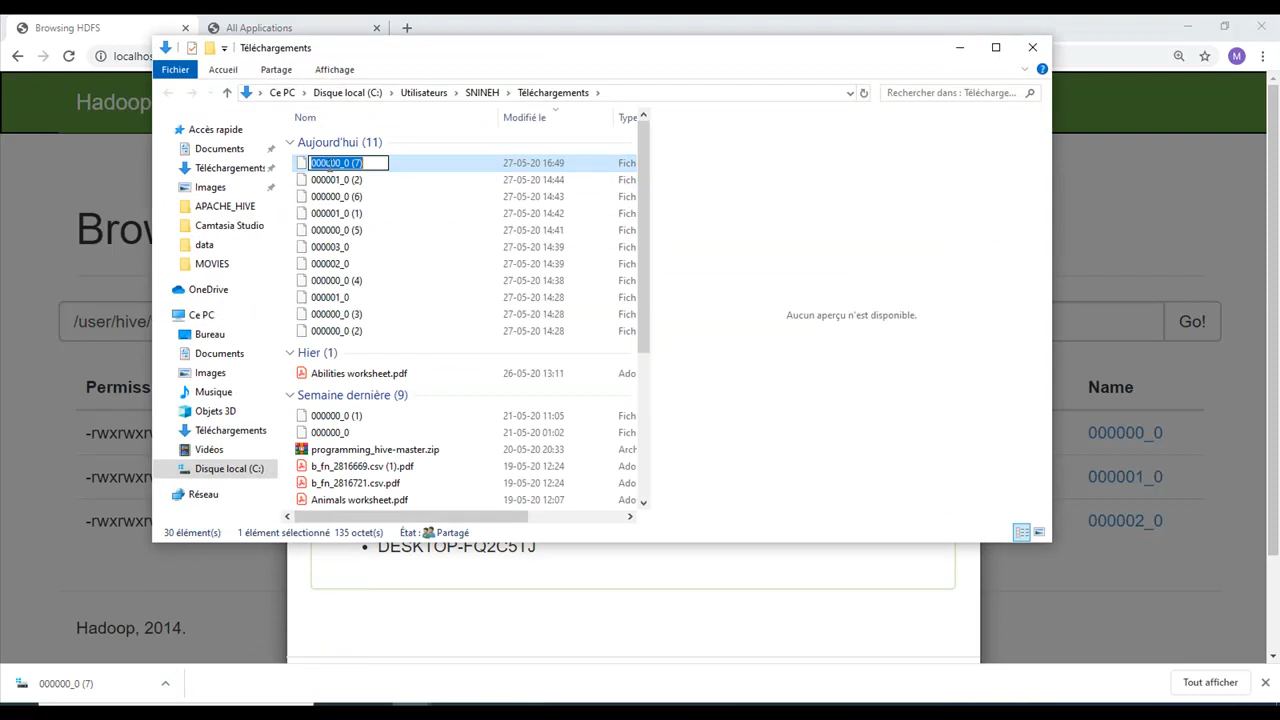 Browsing HDFS
All Applications
Téléchargements
localhos
M
Fichier
Accueil
Partage
Affichage
Hadoop
Ce PC > Disque local (C:) > Utilisateurs > SNINEH > Téléchargements
Rechercher dans : Télécharge...
Nom
Modifié le
Type
Accès rapide
Documents
Téléchargements
Images
APACHE_HIVE
Camtasia Studio
data
MOVIES
OneDrive
Ce PC
Bureau
Documents
Images
Musique
Objets 3D
Téléchargements
Vidéos
Disque local (C:)
Réseau
Aujourd'hui (11)
000000_0 (7) 27-05-20 16:49 Fich
000001_0 (2) 27-05-20 14:44 Fich
000000_0 (6) 27-05-20 14:43 Fich
000001_0 (1) 27-05-20 14:42 Fich
000000_0 (5) 27-05-20 14:41 Fich
000003_0 27-05-20 14:39 Fich
000002_0 27-05-20 14:39 Fich
000000_0 (4) 27-05-20 14:38 Fich
000001_0 27-05-20 14:28 Fich
000000_0 (3) 27-05-20 14:28 Fich
000000_0 (2) 27-05-20 14:28 Fich
Hier (1)
Abilities worksheet.pdf 26-05-20 13:11 Ado
Semaine dernière (9)
000000_0 (1) 21-05-20 11:05 Fich
000000_0 21-05-20 01:02 Fich
programming_hive-master.zip 20-05-20 20:33 Arch
b_fn_2816669.csv (1).pdf 19-05-20 12:24 Ado
b_fn_2816721.csv.pdf 19-05-20 12:24 Ado
Animals worksheet.pdf 19-05-20 12:07 Ado
Aucun aperçu n'est disponible.
30 élément(s) 1 élément sélectionné 135 octet(s) État : Partagé
Brow
/user/hive/
Go!
Permiss
Name
-rwxrwx
000000_0
-rwxrwx
000001_0
-rwxrwx
000002_0
DESKTOP-FQ2C51J
Hadoop, 2014.
000000_0 (7)
Tout afficher